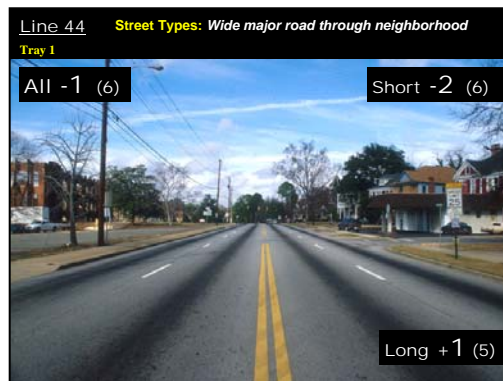 Line 44 Street Types: Wide major road through neighborhood
Tray 1
All -1 (6) Short -2 (6)
Long +1 (5)